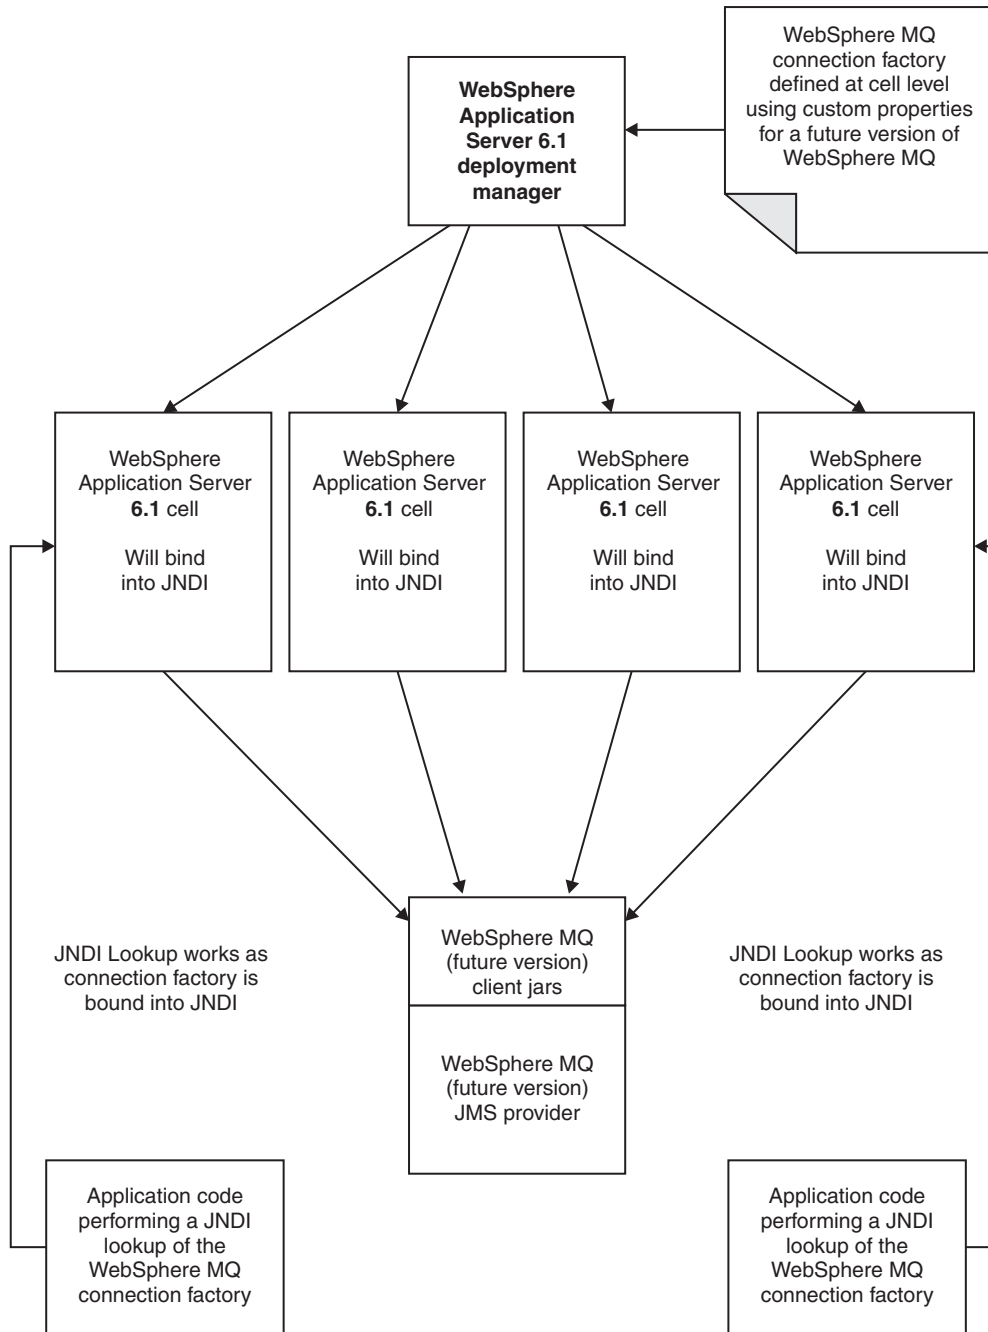 WebSphere MQ
connection factory
defined at cell level
using custom properties
for a future version of
WebSphere MQ
WebSphere
Application
Server 6.1
deployment
manager
WebSphere
Application Server
6.1 cell
Will bind
into JNDI
WebSphere
Application Server
6.1 cell
Will bind
into JNDI
WebSphere
Application Server
6.1 cell
Will bind
into JNDI
WebSphere
Application Server
6.1 cell
Will bind
into JNDI
JNDI Lookup works as
connection factory is
bound into JNDI
WebSphere MQ
(future version)
client jars
WebSphere MQ
(future version)
JMS provider
JNDI Lookup works as
connection factory is
bound into JNDI
Application code
performing a JNDI
lookup of the
WebSphere MQ
connection factory
Application code
performing a JNDI
lookup of the
WebSphere MQ
connection factory